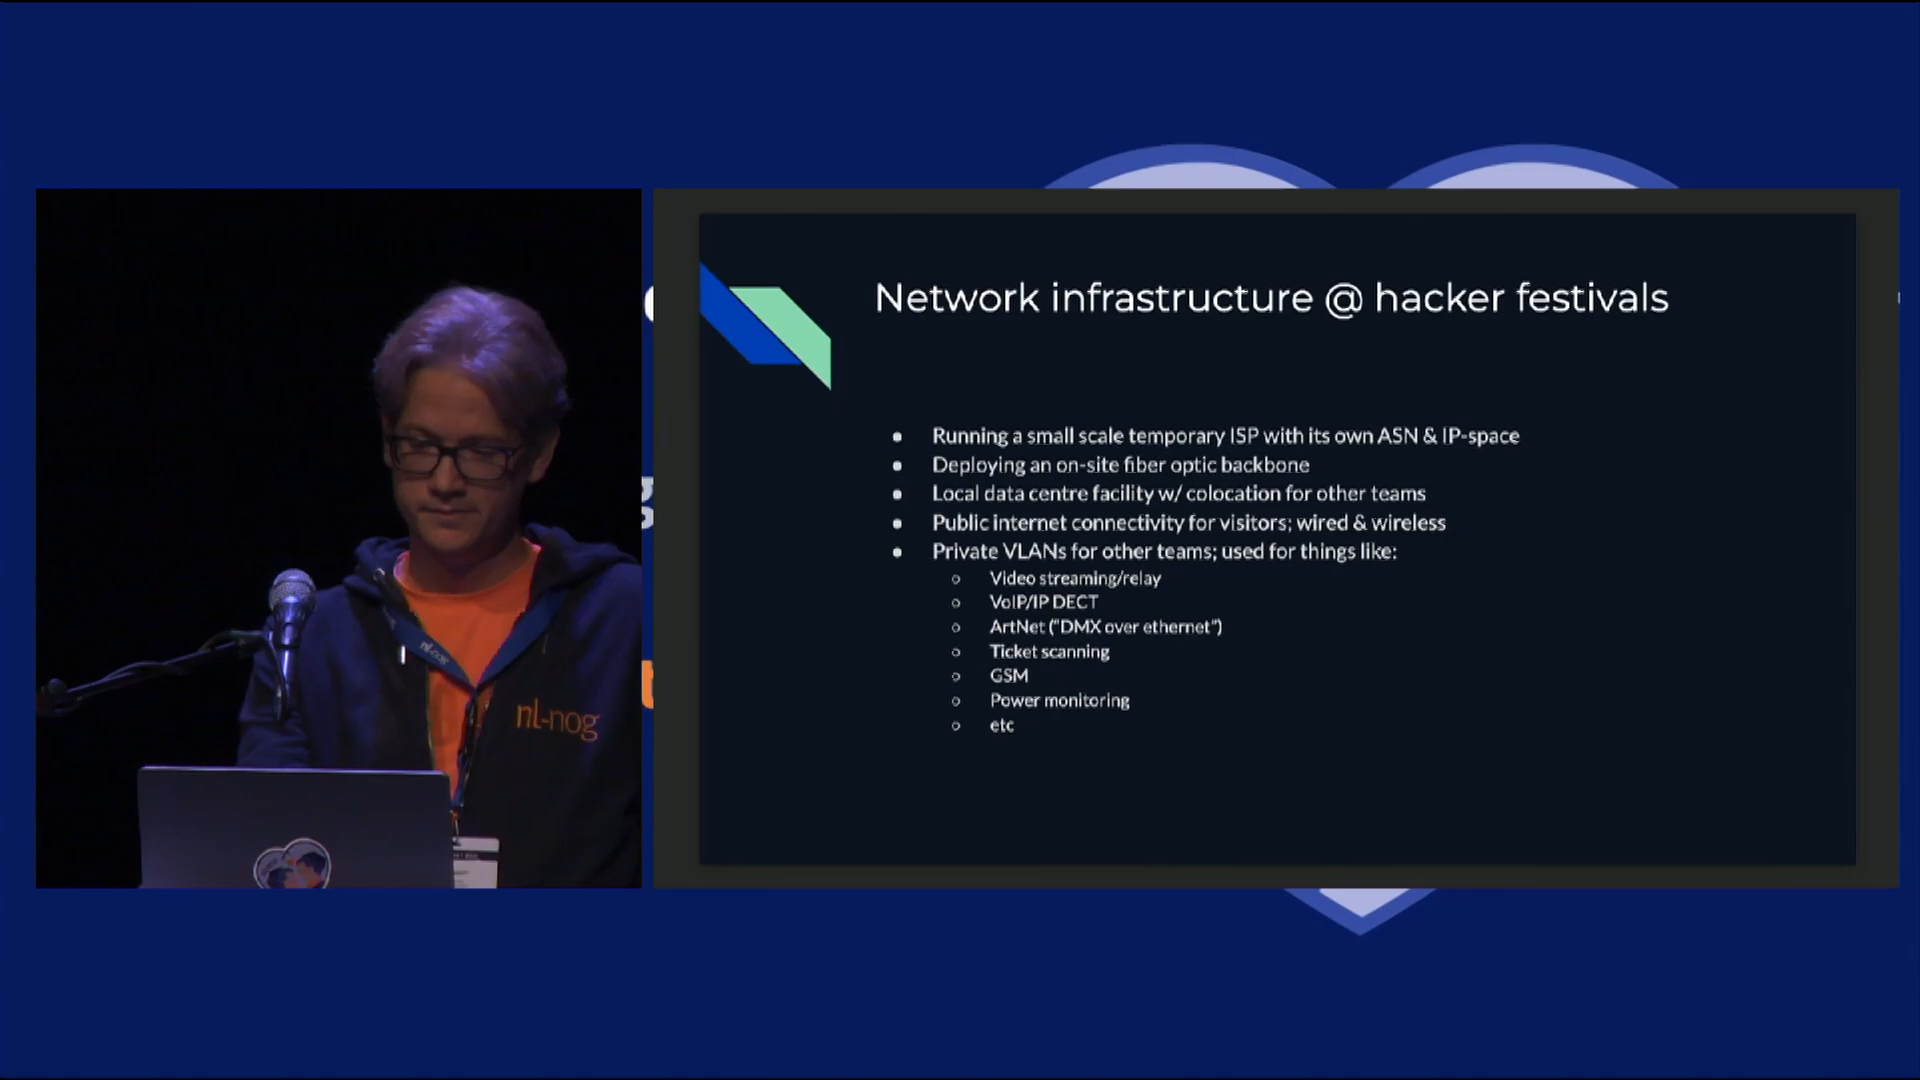 Network infrastructure @ hacker festivals
Running a small scale temporary ISP with its own ASN & IP-space
Deploying an on-site fiber optic backbone
Local data centre facility w/ colocation for other teams
Public internet connectivity for visitors; wired & wireless
Private VLANs for other teams; used for things like:
Video streaming/relay
VoIP/IP DECT
ArtNet ("DMX over ethernet")
Ticket scanning
GSM
Power monitoring
etc
nl-nog
nl-nog